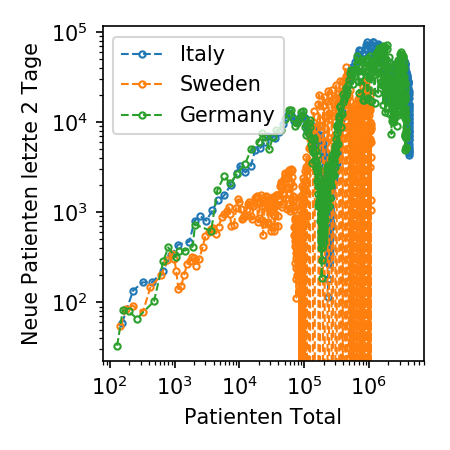 Italy
Sweden
Germany
Neue Patienten letzte 2 Tage
10⁵
10⁴
10³
10²
10² 10³ 10⁴ 10⁵ 10⁶
Patienten Total